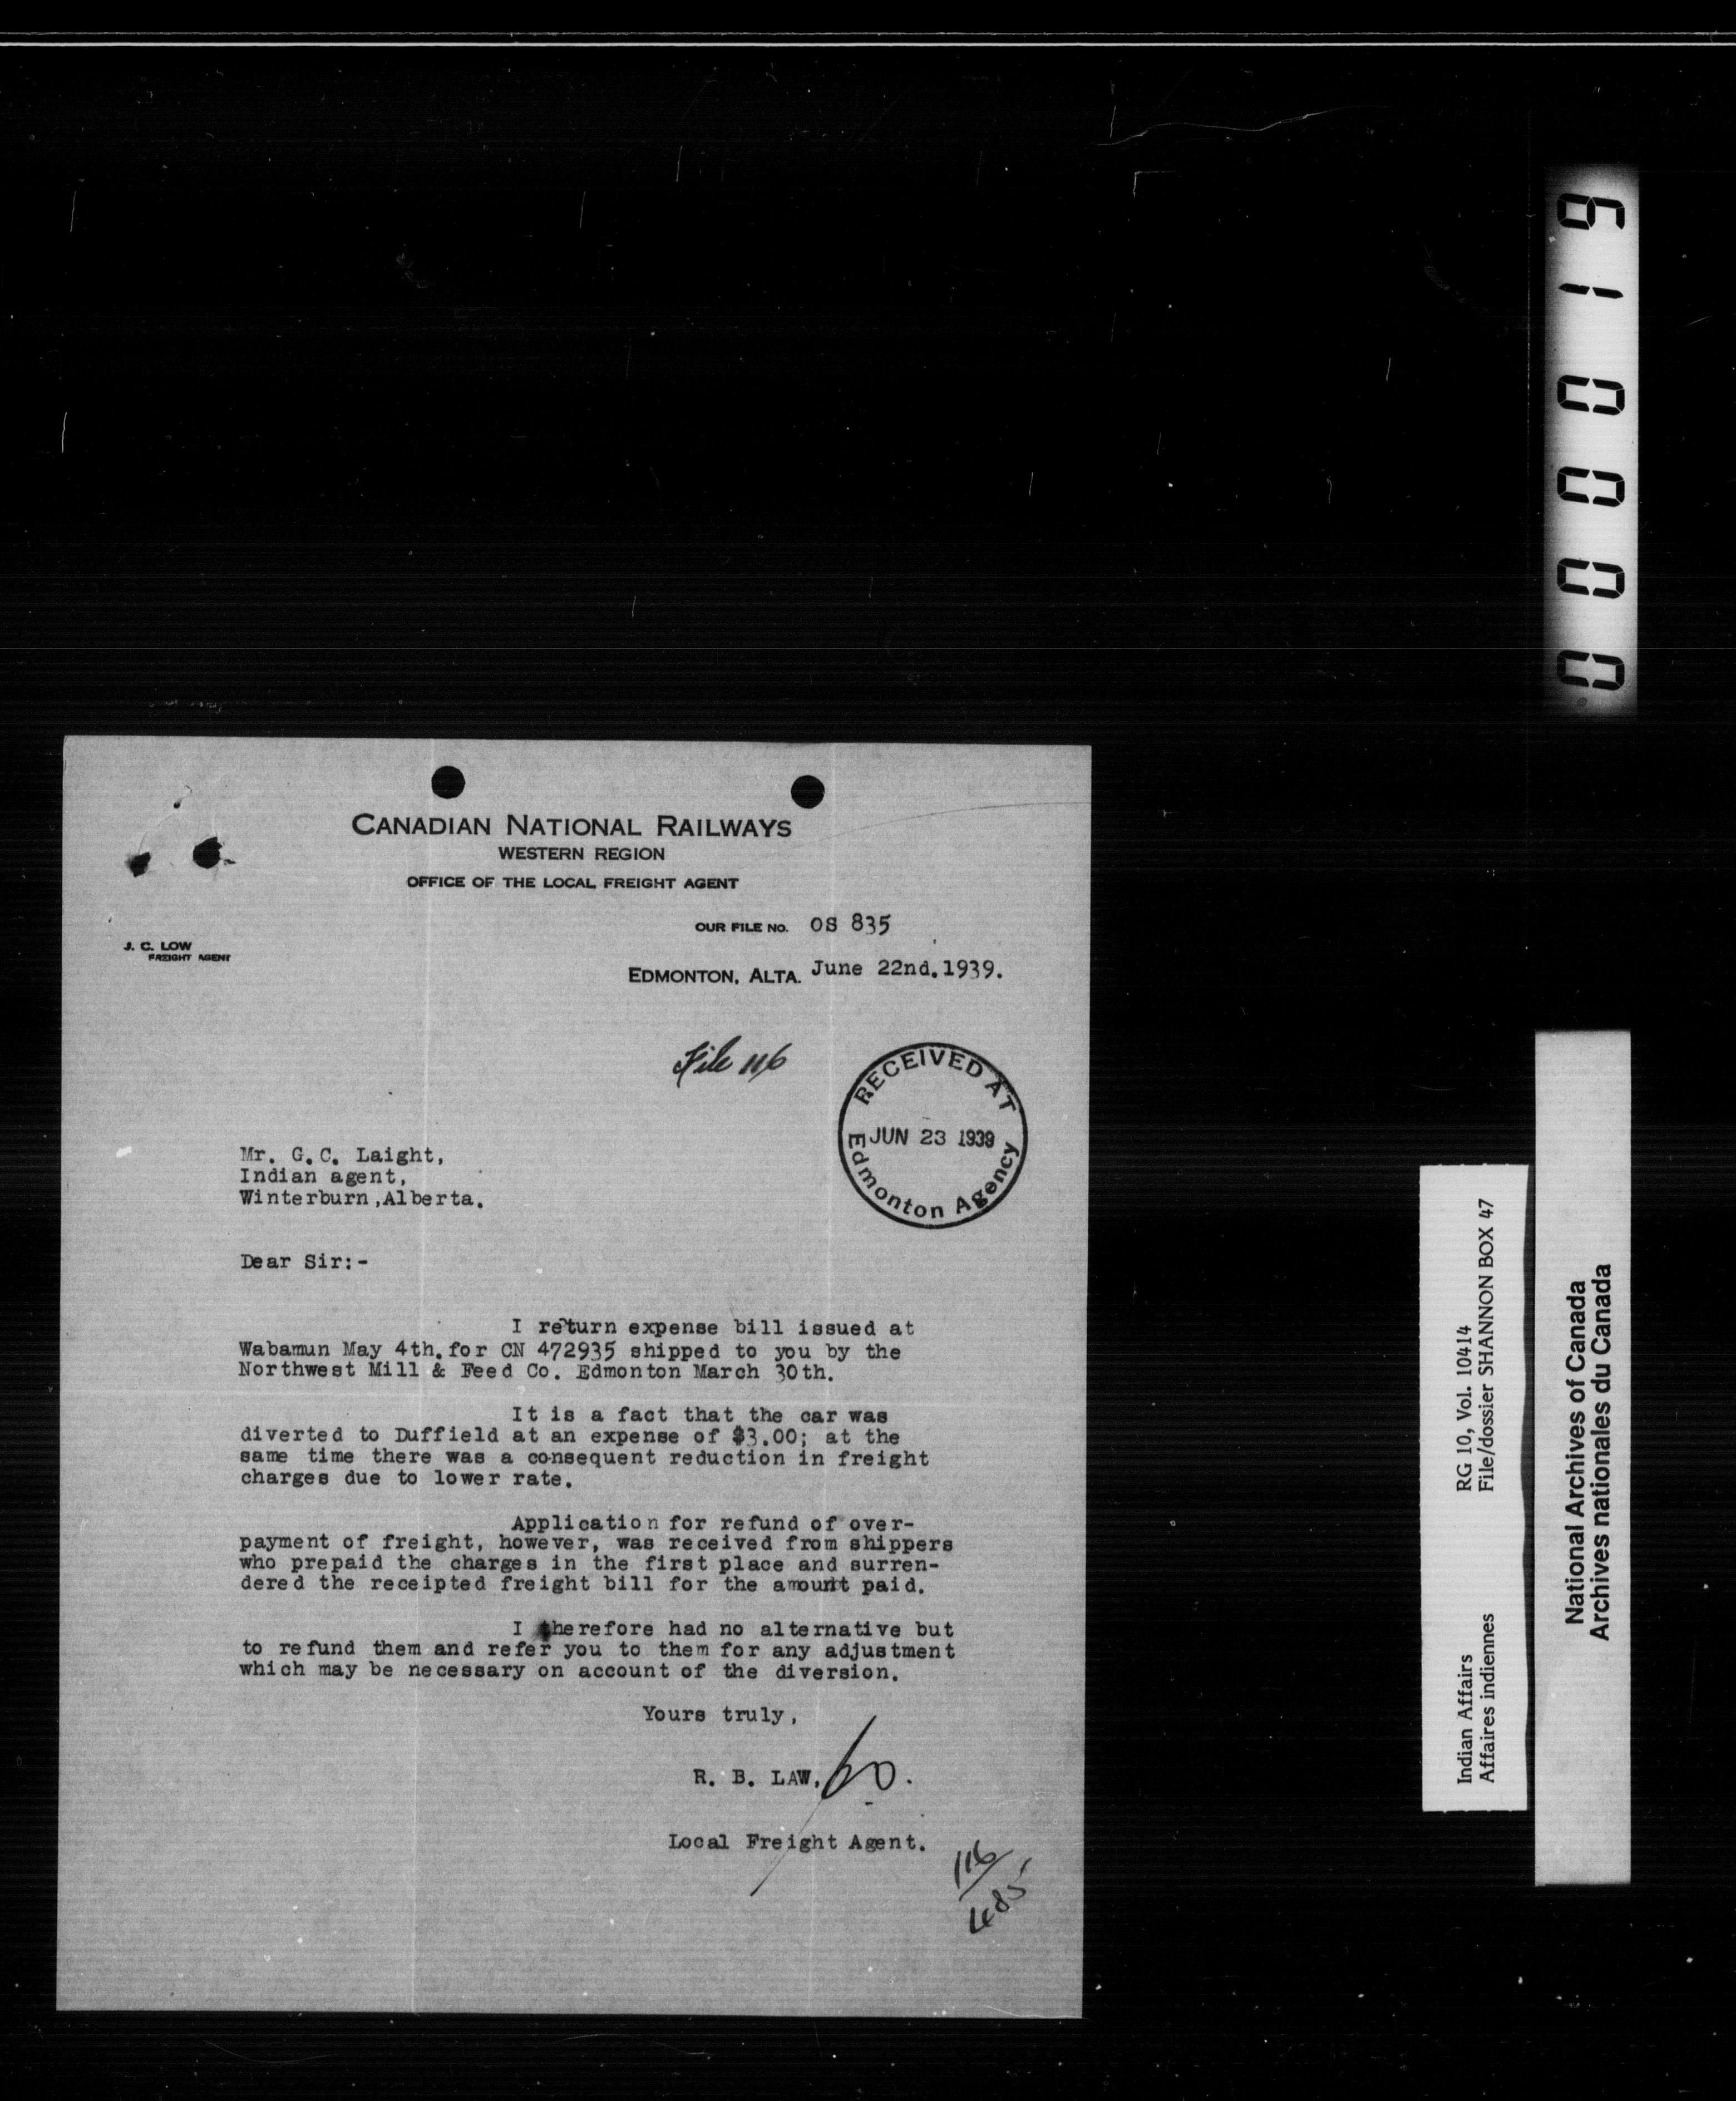 CANADIAN NATIONAL RAILWAYS
WESTERN REGION
OFFICE OF THE LOCAL FREIGHT AGENT
OUR FILE NO. OS 835
J. C. LOW
FREIGHT AGENT
EDMONTON, ALTA. June 22nd.1939.
File 116
RECEIVED AT
JUN 23 1939
Edmonton Agency
Mr. G.C. Laight,
Indian agent,
Winterburn,Alberta.
Dear Sir:-
I return expense bill issued at
Wabamun May 4th.for CN 472935 shipped to you by the
Northwest Mill & Feed Co. Edmonton March 30th.
It is a fact that the car was
diverted to Duffield at an expense of $3.00; at the
same time there was a consequent reduction in freight
charges due to lower rate.
Application for refund of over-
payment of freight, however, was received from shippers
who prepaid the charges in the first place and surren-
dered the receipted freight bill for the amount paid.
I therefore had no alternative but
to refund them and refer you to them for any adjustment
which may be necessary on account of the diversion.
Yours truly,
R. B. LAW.
Local Freight Agent.
116
485
000019
Indian Affairs RG 10, Vol. 10414
Affaires indiennes File/dossier SHANNON BOX 47
National Archives of Canada
Archives nationales du Canada